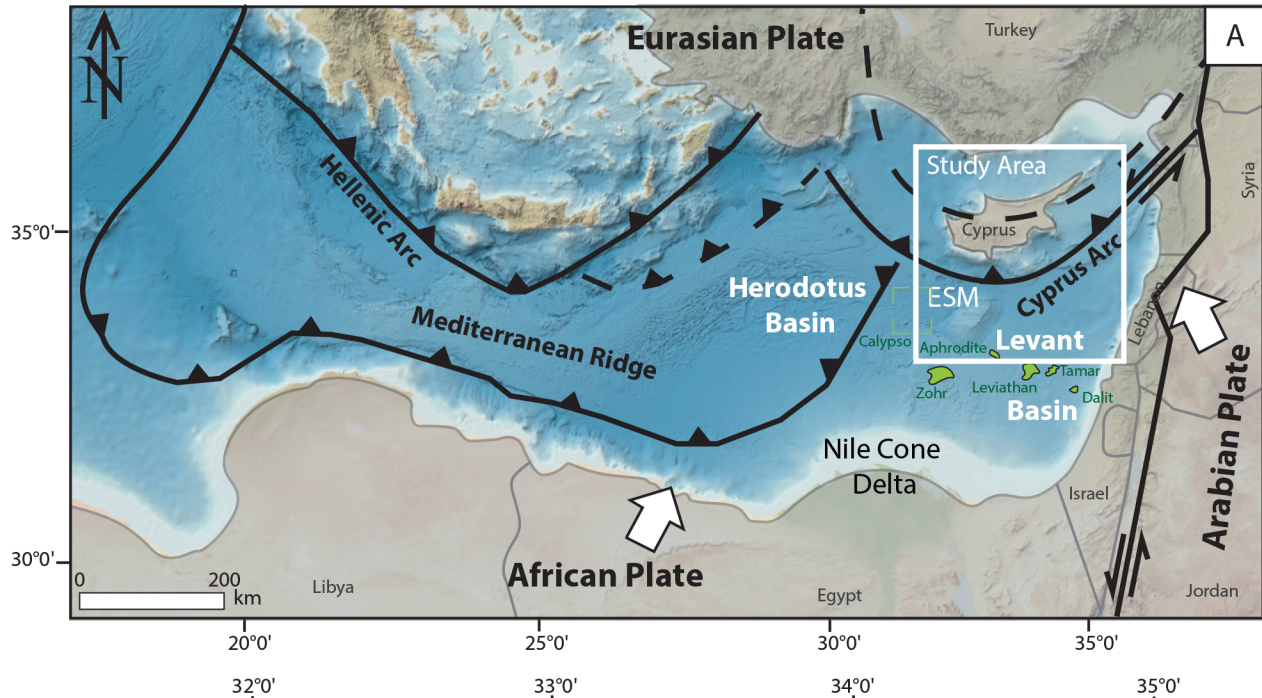 A
N
Eurasian Plate
Turkey
Syria
Study Area
35°0'
Hellenic Arc
Cyprus
Cyprus Arc
Herodotus
Basin
ESM
Mediterranean Ridge
Lebanon
Calypso
Aphrodite
Levant
Zohr
Leviathan
Tamar
Dalit
Basin
Arabian Plate
Nile Cone
Delta
Israel
30°0'
0
200
km
Libya
African Plate
Egypt
Jordan
20°0'
25°0'
30°0'
35°0'
32°0'
33°0'
34°0'
35°0'